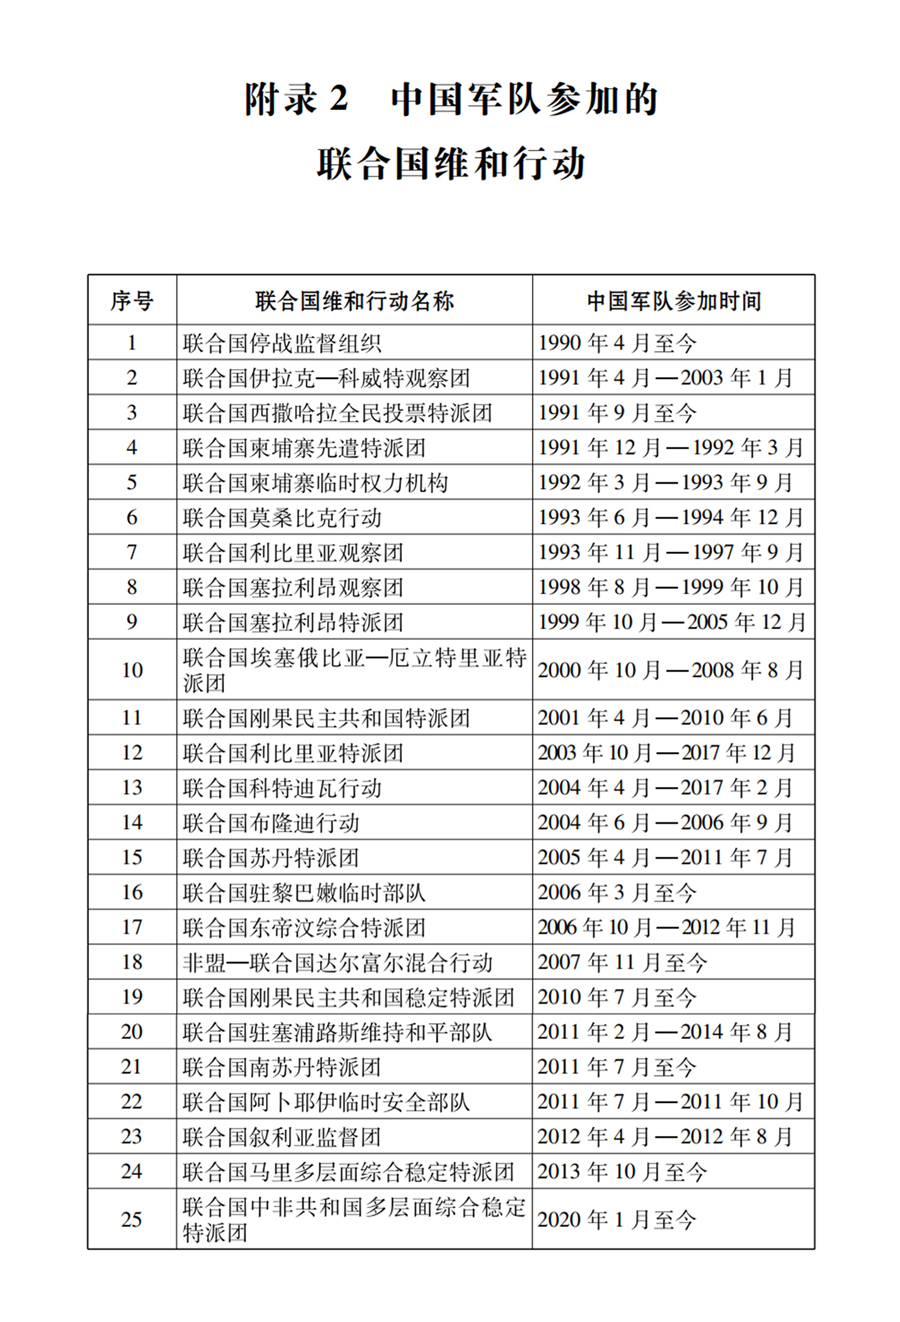 附录 2 中国军队参加的
联合国维和行动
序号 联合国维和行动名称 中国军队参加时间
1 联合国停战监督组织 1990 年 4 月至今
2 联合国伊拉克—科威特观察团 1991 年 4 月—2003 年 1 月
3 联合国西撒哈拉全民投票特派团 1991 年 9 月至今
4 联合国柬埔寨先遣特派团 1991 年 12 月—1992 年 3 月
5 联合国柬埔寨临时权力机构 1992 年 3 月—1993 年 9 月
6 联合国莫桑比克行动 1993 年 6 月—1994 年 12 月
7 联合国利比里亚观察团 1993 年 11 月—1997 年 9 月
8 联合国塞拉利昂观察团 1998 年 8 月—1999 年 10 月
9 联合国塞拉利昂特派团 1999 年 10 月—2005 年 12 月
10 联合国埃塞俄比亚—厄立特里亚特
派团 2000 年 10 月—2008 年 8 月
11 联合国刚果民主共和国特派团 2001 年 4 月—2010 年 6 月
12 联合国利比里亚特派团 2003 年 10 月—2017 年 12 月
13 联合国科特迪瓦行动 2004 年 4 月—2017 年 2 月
14 联合国布隆迪行动 2004 年 6 月—2006 年 9 月
15 联合国苏丹特派团 2005 年 4 月—2011 年 7 月
16 联合国驻黎巴嫩临时部队 2006 年 3 月至今
17 联合国东帝汶综合特派团 2006 年 10 月—2012 年 11 月
18 非盟—联合国达尔富尔混合行动 2007 年 11 月至今
19 联合国刚果民主共和国稳定特派团 2010 年 7 月至今
20 联合国驻塞浦路斯维持和平部队 2011 年 2 月—2014 年 8 月
21 联合国南苏丹特派团 2011 年 7 月至今
22 联合国阿卜耶伊临时安全部队 2011 年 7 月—2011 年 10 月
23 联合国叙利亚监督团 2012 年 4 月—2012 年 8 月
24 联合国马里多层面综合稳定特派团 2013 年 10 月至今
25 联合国中非共和国多层面综合稳定
特派团 2020 年 1 月至今